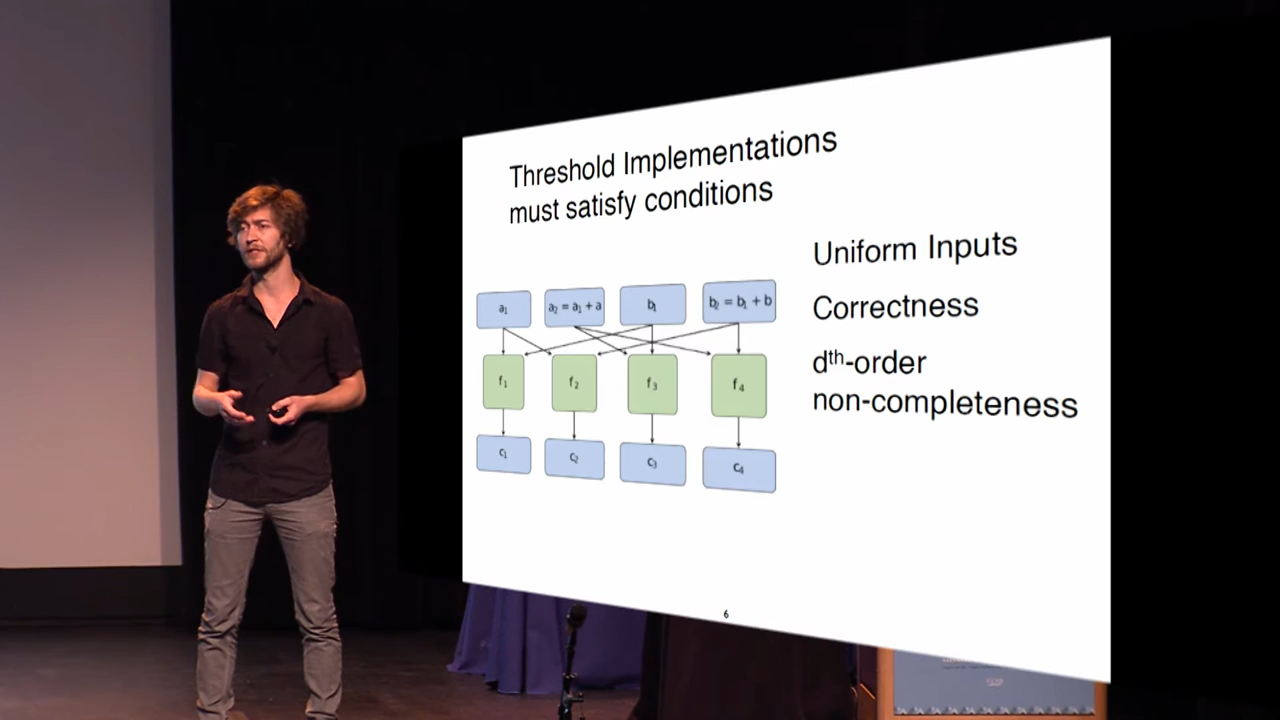 Threshold Implementations
must satisfy conditions
Uniform Inputs
Correctness
dth-order
non-completeness
a1 a2 = a1 + a b1 b2 = b1 + b
f1 f2 f3 f4
c1 c2 c3 c4
6